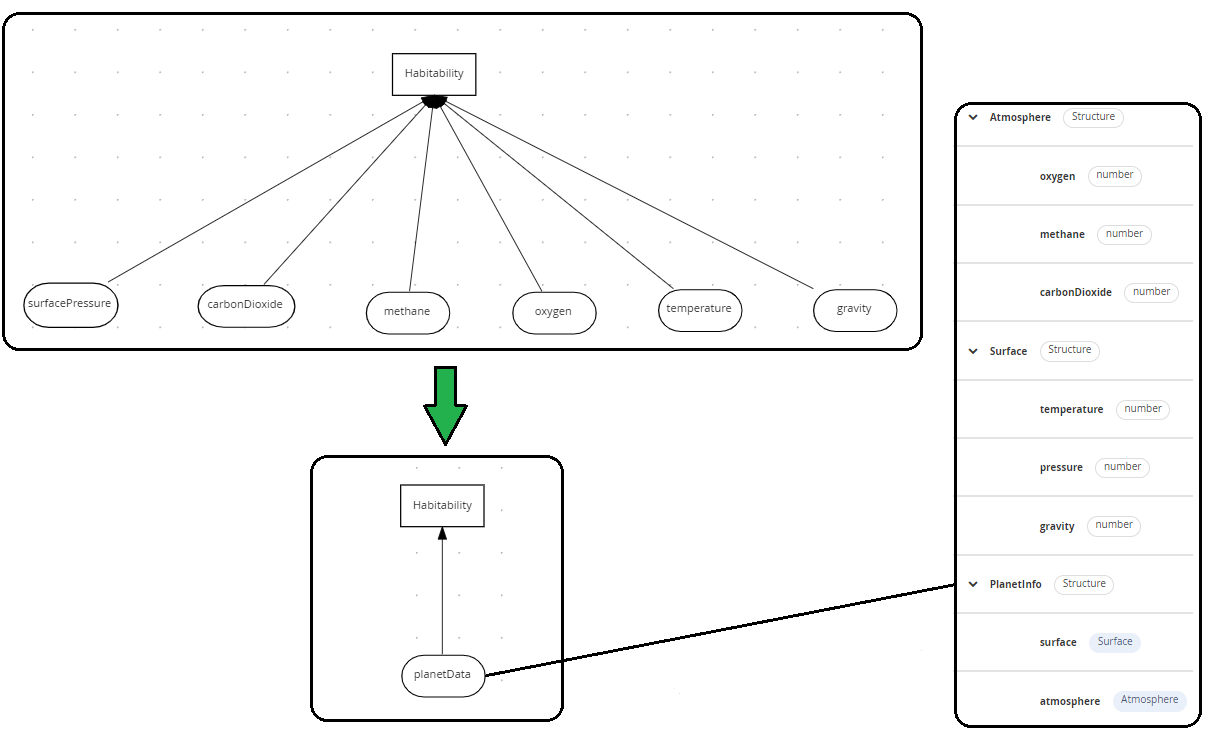 Habitability
surfacePressure
carbonDioxide
methane
oxygen
temperature
gravity
Habitability
planetData
Atmosphere Structure
oxygen number
methane number
carbonDioxide number
Surface Structure
temperature number
pressure number
gravity number
PlanetInfo Structure
surface Surface
atmosphere Atmosphere